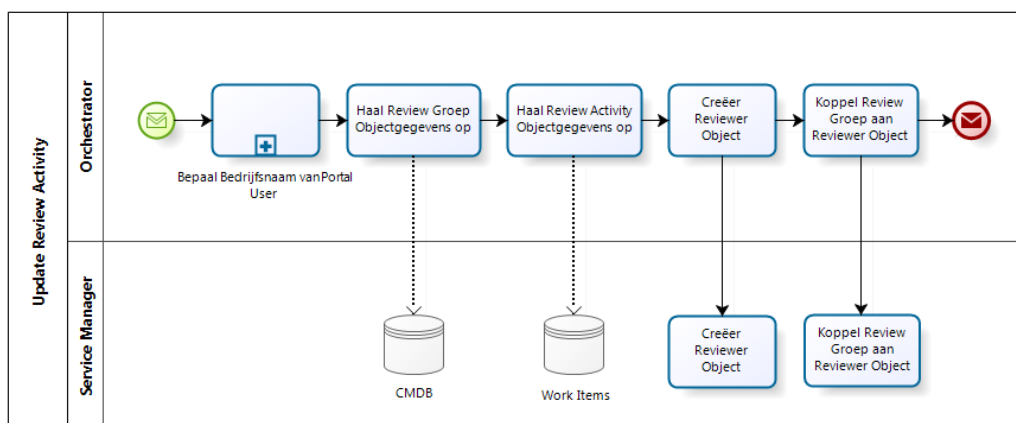 Update Review Activity
Orchestrator
Bepaal Bedrijfsnaam vanPortal
User
Haal Review Groep
Objectgegevens op
Haal Review Activity
Objectgegevens op
Creëer
Reviewer
Object
Koppel Review
Groep aan
Reviewer Object
Service Manager
CMDB
Work Items
Creëer
Reviewer
Object
Koppel Review
Groep aan
Reviewer Object